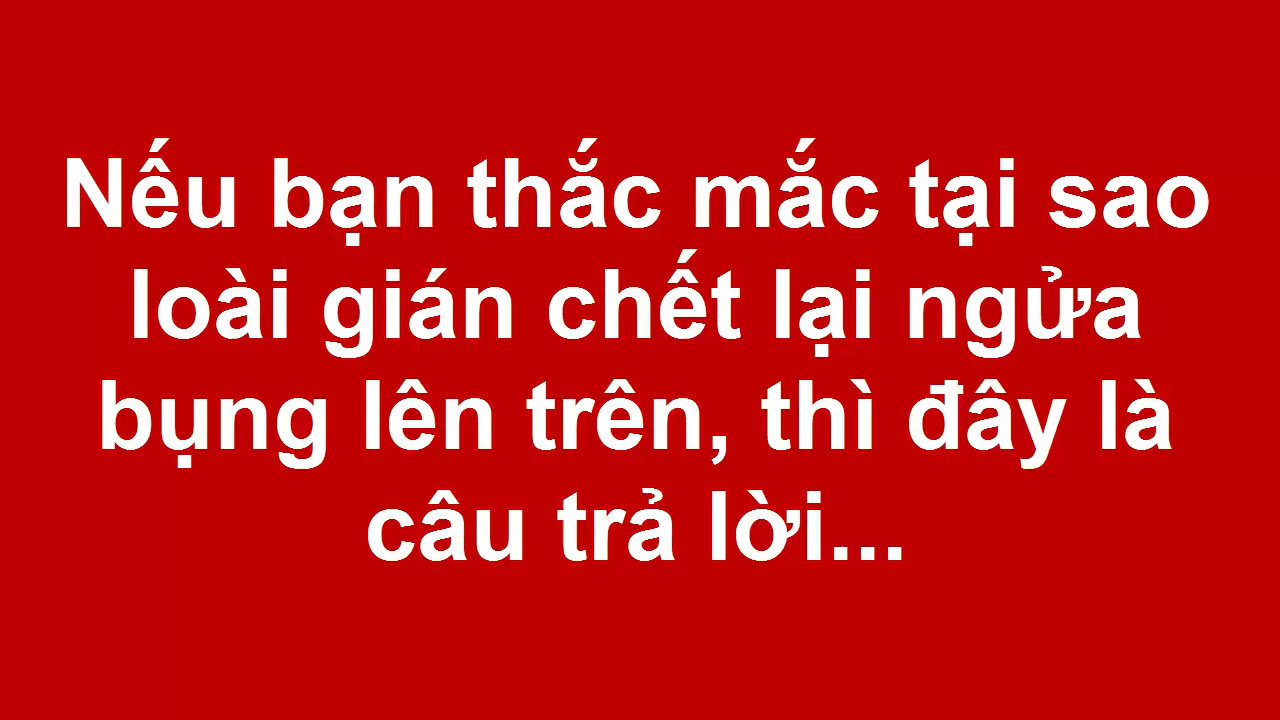 Nếu bạn thắc mắc tại sao
loài gián chết lại ngửa
bụng lên trên, thì đây là
câu trả lời...